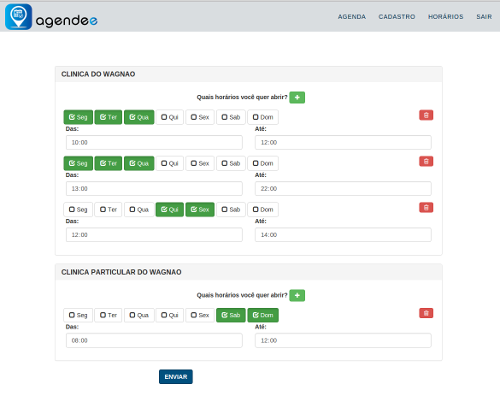 agendee AGENDA CADASTRO HORÁRIOS SAIR
CLINICA DO WAGNAO
Quais horários você quer abrir? +
Seg Ter Qua Qui Sex Sab Dom
Das: Até:
10:00 12:00
Seg Ter Qua Qui Sex Sab Dom
Das: Até:
13:00 22:00
Seg Ter Qua Qui Sex Sab Dom
Das: Até:
12:00 14:00
CLINICA PARTICULAR DO WAGNAO
Quais horários você quer abrir? +
Seg Ter Qua Qui Sex Sab Dom
Das: Até:
08:00 12:00
ENVIAR